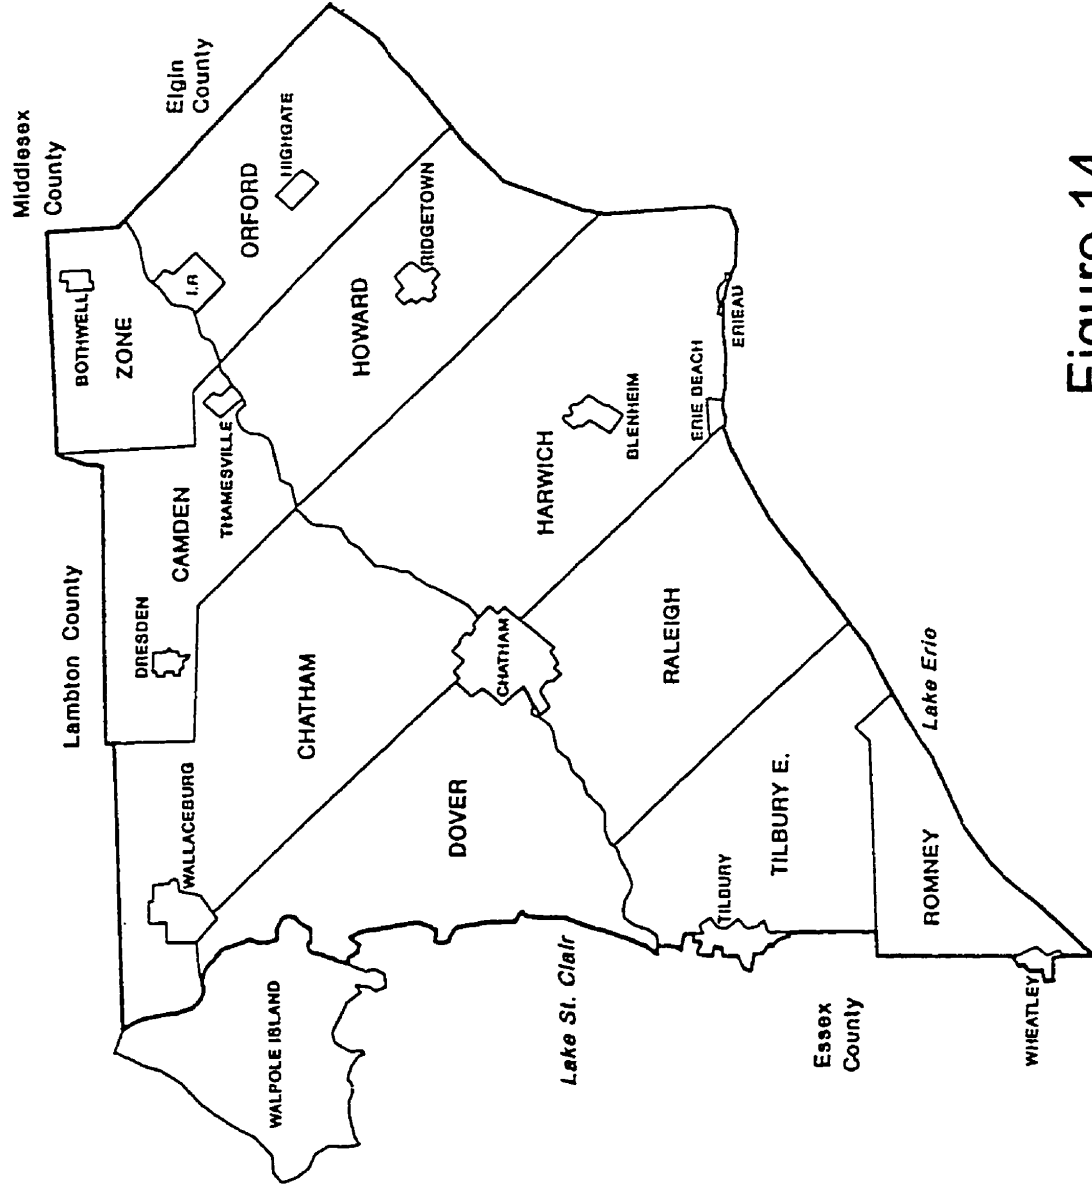 Middlesex
County
Elgin
County
Lambton County
BOTHWELL
ZONE
I.R
ORFORD
HIGHGATE
DRESDEN
CAMDEN
THAMESVILLE
HOWARD
RIDGETOWN
WALLACEBURG
CHATHAM
CHATHAM
HARWICH
BLENHEIM
ERIE BEACH
ERIEAU
WALPOLE ISLAND
DOVER
RALEIGH
Lake St. Clair
TILBURY
TILBURY E.
Lake Erie
Essex
County
ROMNEY
WHEATLEY
Figure 14